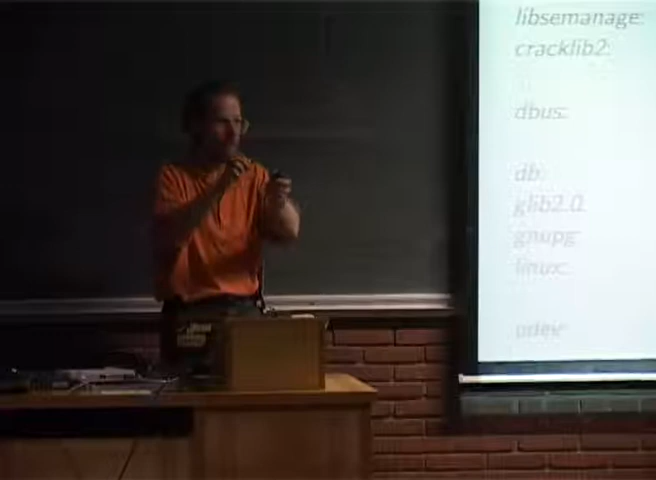 libsemanage:
cracklib2:
dbus:
db:
glib2.0
gnupg:
linux:
udev: